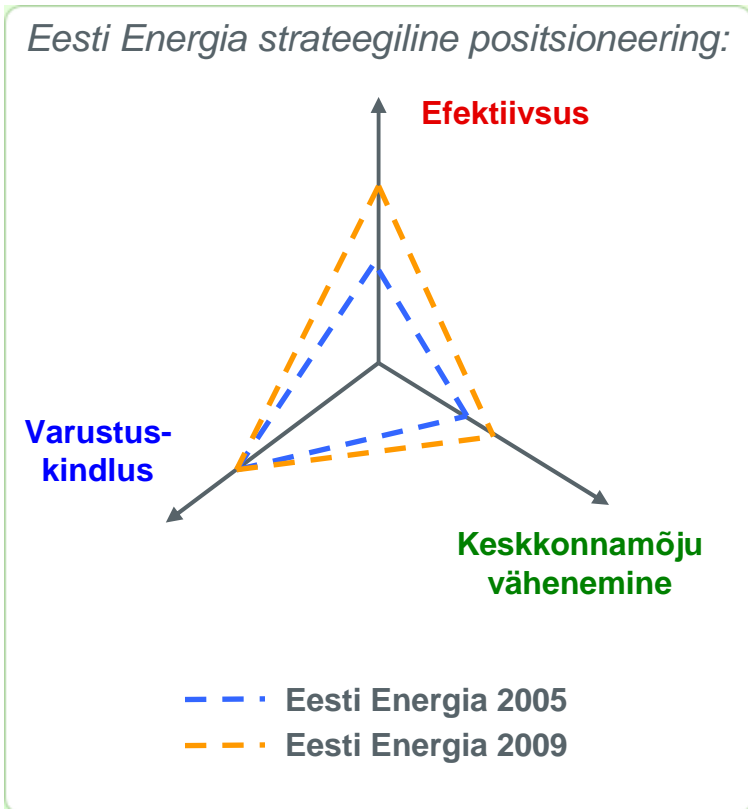 Eesti Energia strateegiline positsioneering:
Efektiivsus
Varustus-
kindlus
Keskkonnamõju
vähenemine
Eesti Energia 2005
Eesti Energia 2009